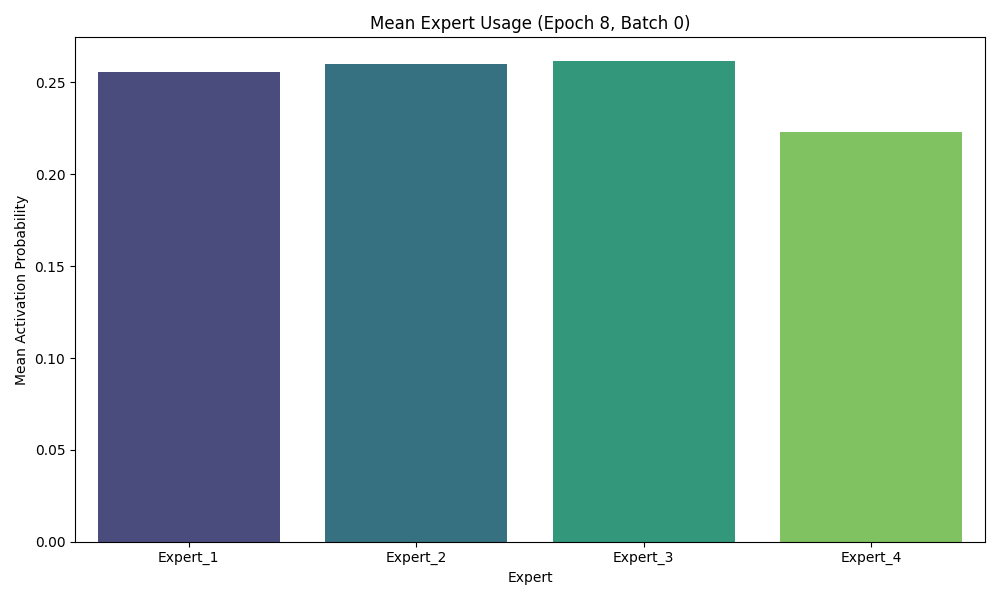 Mean Expert Usage (Epoch 8, Batch 0)
Mean Activation Probability
0.25
0.20
0.15
0.10
0.05
0.00
Expert_1 Expert_2 Expert_3 Expert_4
Expert